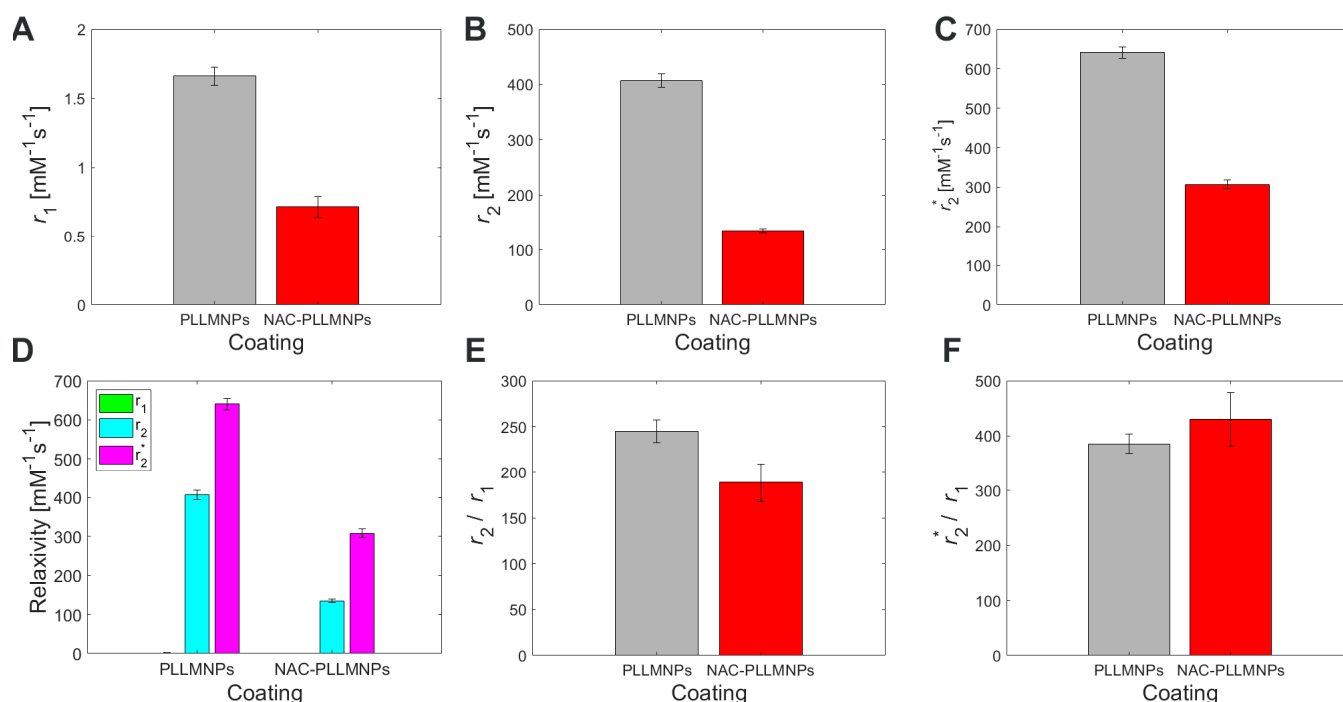 A
2
1.5
1
0.5
0
r₁ [mM⁻¹s⁻¹]
PLLMNPs NAC-PLLMNPs
Coating
B
500
400
300
200
100
0
r₂ [mM⁻¹s⁻¹]
PLLMNPs NAC-PLLMNPs
Coating
C
700
600
500
400
300
200
100
0
r₂* [mM⁻¹s⁻¹]
PLLMNPs NAC-PLLMNPs
Coating
D
700
600
500
400
300
200
100
0
Relaxivity [mM⁻¹s⁻¹]
r₁
r₂
r₂*
PLLMNPs NAC-PLLMNPs
Coating
E
300
250
200
150
100
50
0
r₂ / r₁
PLLMNPs NAC-PLLMNPs
Coating
F
500
400
300
200
100
0
r₂* / r₁
PLLMNPs NAC-PLLMNPs
Coating